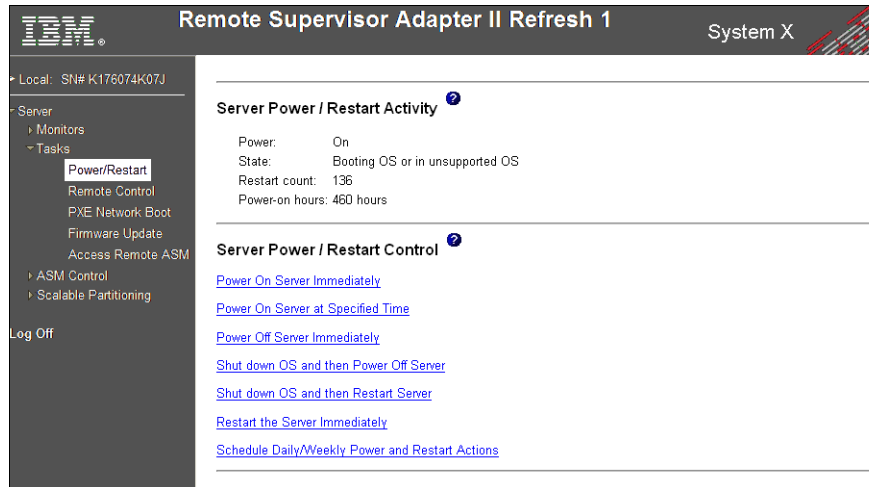 IBM®
Remote Supervisor Adapter II Refresh 1
System X
Local: SN# K176074K07J
Server
Monitors
Tasks
Power/Restart
Remote Control
PXE Network Boot
Firmware Update
Access Remote ASM
ASM Control
Scalable Partitioning
Log Off
Server Power / Restart Activity ?
Power: On
State: Booting OS or in unsupported OS
Restart count: 136
Power-on hours: 460 hours
Server Power / Restart Control ?
Power On Server Immediately
Power On Server at Specified Time
Power Off Server Immediately
Shut down OS and then Power Off Server
Shut down OS and then Restart Server
Restart the Server Immediately
Schedule Daily/Weekly Power and Restart Actions